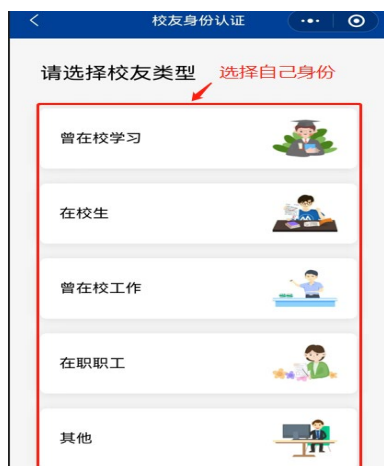 校友身份认证
请选择校友类型 选择自己身份
曾在校学习
在校生
曾在校工作
在职职工
其他